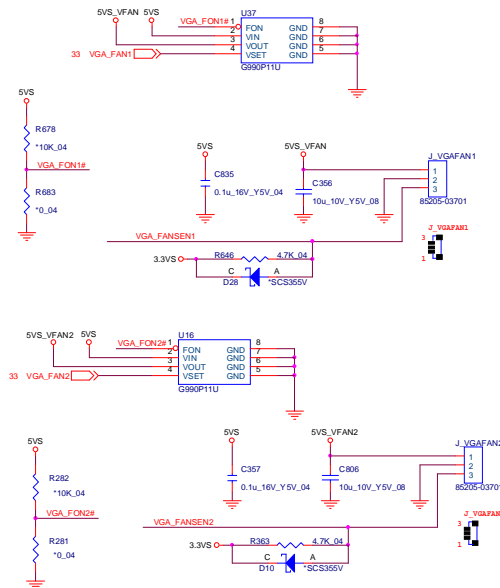 5VS_VFAN 5VS
U37
VGA_FON1# 1 FON GND 8
2 VIN GND 7
3 VOUT GND 6
33 VGA_FAN1 4 VSET GND 5
G990P11U
5VS
R678
*10K_04
VGA_FON1#
R683
*0_04
5VS
C835
0.1u_16V_Y5V_04
5VS_VFAN
C356
10u_10V_Y5V_08
J_VGAFAN1
1
2
3
85205-03701
VGA_FANSEN1
R646 4.7K_04
3.3VS
C A
D28 *SCS355V
J_VGAFAN1
3
1
5VS_VFAN2 5VS
U16
VGA_FON2# 1 FON GND 8
2 VIN GND 7
3 VOUT GND 6
33 VGA_FAN2 4 VSET GND 5
G990P11U
5VS
R282
*10K_04
VGA_FON2#
R281
*0_04
5VS
C357
0.1u_16V_Y5V_04
5VS_VFAN2
C806
10u_10V_Y5V_08
J_VGAFAN2
1
2
3
85205-03701
VGA_FANSEN2
R363 4.7K_04
3.3VS
C A
D10 *SCS355V
J_VGAFAN
3
1